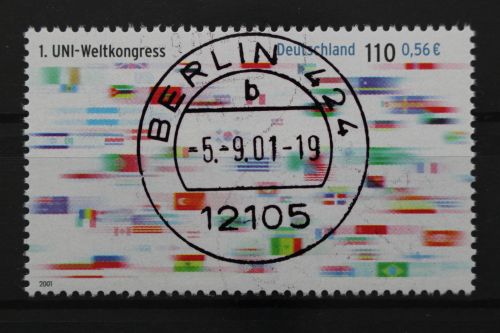 1. UNI-Weltkongress
Deutschland 110 0,56 €
BERLIN 424
b
-5.-9.01-19
12105
2001